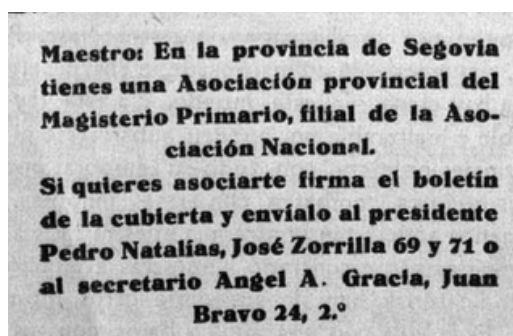 Maestro: En la provincia de Segovia
tienes una Asociación provincial del
Magisterio Primario, filial de la Aso-
ciación Nacional.
Si quieres asociarte firma el boletín
de la cubierta y envíalo al presidente
Pedro Natalías, José Zorrilla 69 y 71 o
al secretario Angel A. Gracia, Juan
Bravo 24, 2.º